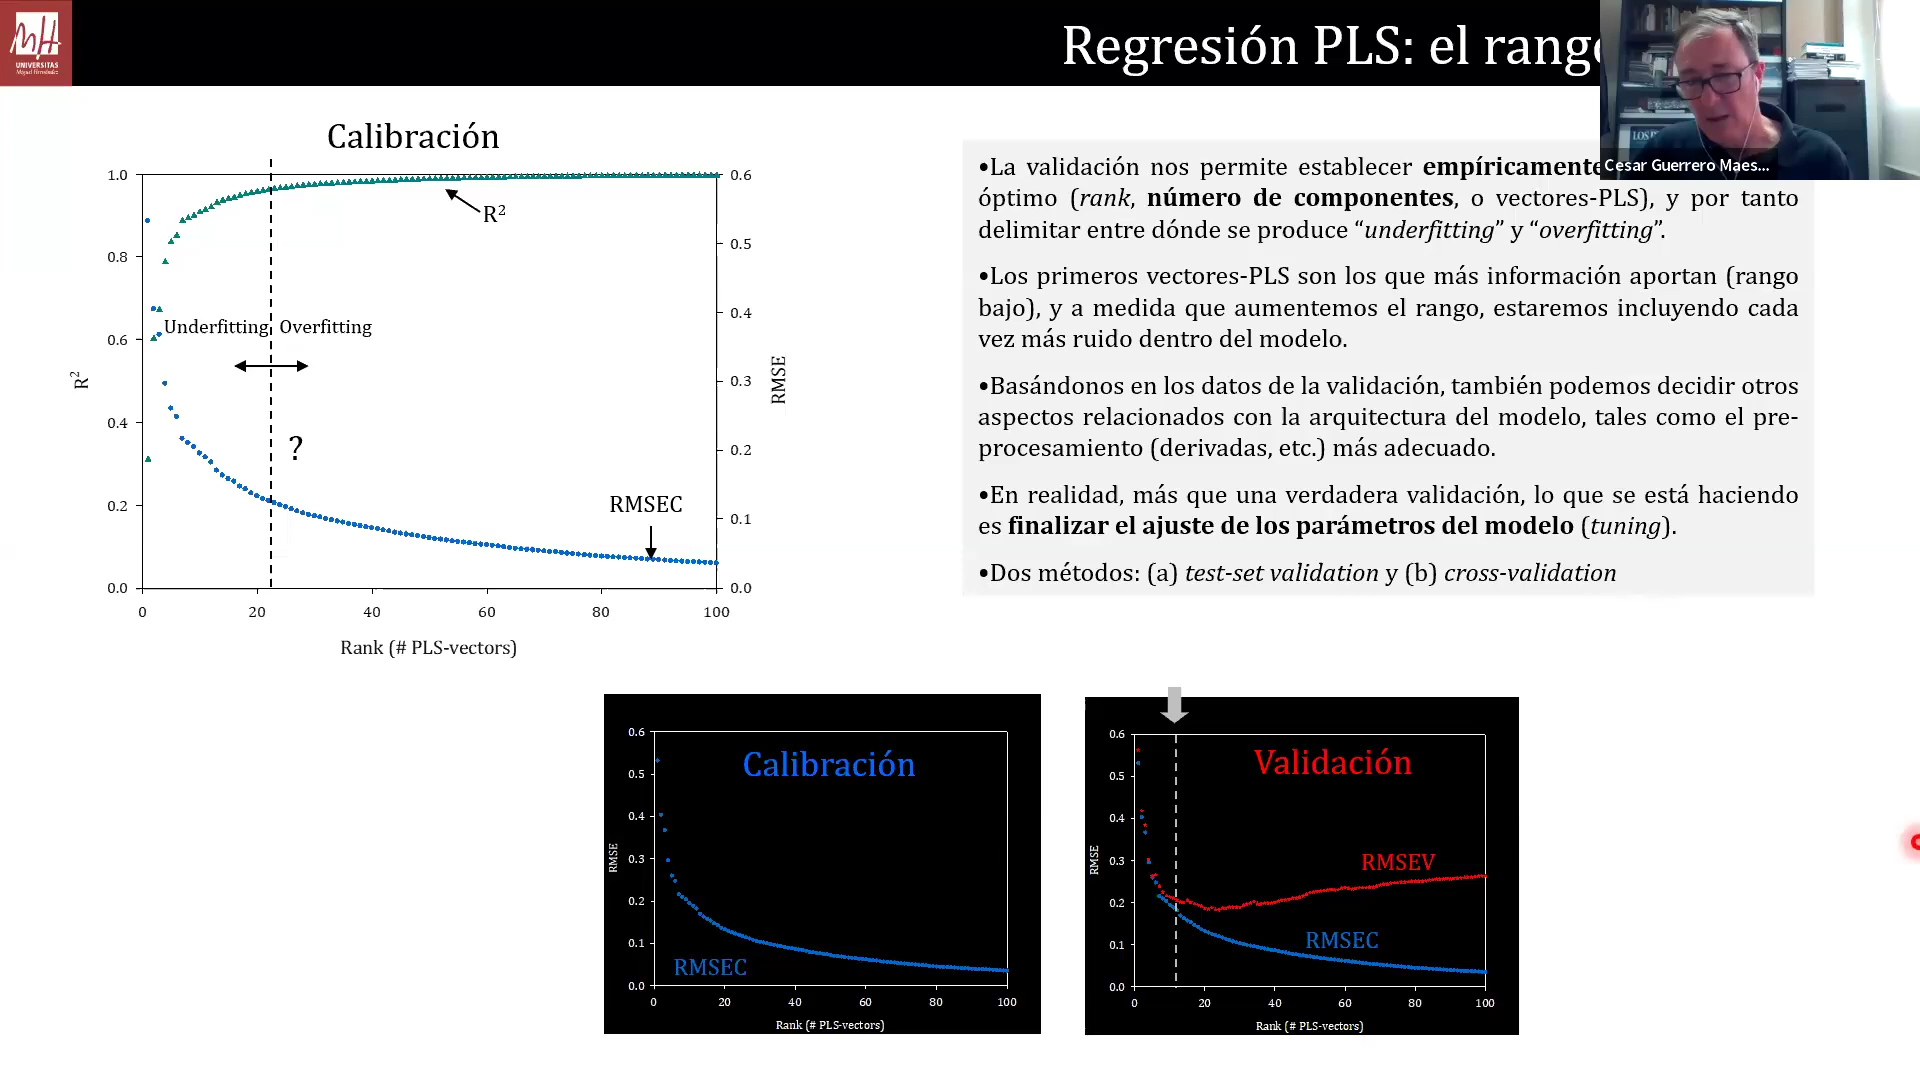 UNIVERSITAS
Miguel Hernández
Regresión PLS: el rango
Cesar Guerrero Maes...
Calibración
1.0
0.8
0.6
0.4
0.2
0.0
R²
0.6
0.5
0.4
0.3
0.2
0.1
0.0
RMSE
R²
Underfitting
Overfitting
?
RMSEC
0
20
40
60
80
100
Rank (# PLS-vectors)
•La validación nos permite establecer empíricamente
óptimo (rank, número de componentes, o vectores-PLS), y por tanto
delimitar entre dónde se produce “underfitting” y “overfitting”.
•Los primeros vectores-PLS son los que más información aportan (rango
bajo), y a medida que aumentemos el rango, estaremos incluyendo cada
vez más ruido dentro del modelo.
•Basándonos en los datos de la validación, también podemos decidir otros
aspectos relacionados con la arquitectura del modelo, tales como el pre-
procesamiento (derivadas, etc.) más adecuado.
•En realidad, más que una verdadera validación, lo que se está haciendo
es finalizar el ajuste de los parámetros del modelo (tuning).
•Dos métodos: (a) test-set validation y (b) cross-validation
Calibración
0.6
0.5
0.4
0.3
0.2
0.1
0.0
RMSE
RMSEC
0
20
40
60
80
100
Rank (# PLS-vectors)
Validación
0.6
0.5
0.4
0.3
0.2
0.1
0.0
RMSE
RMSEV
RMSEC
0
20
40
60
80
100
Rank (# PLS-vectors)